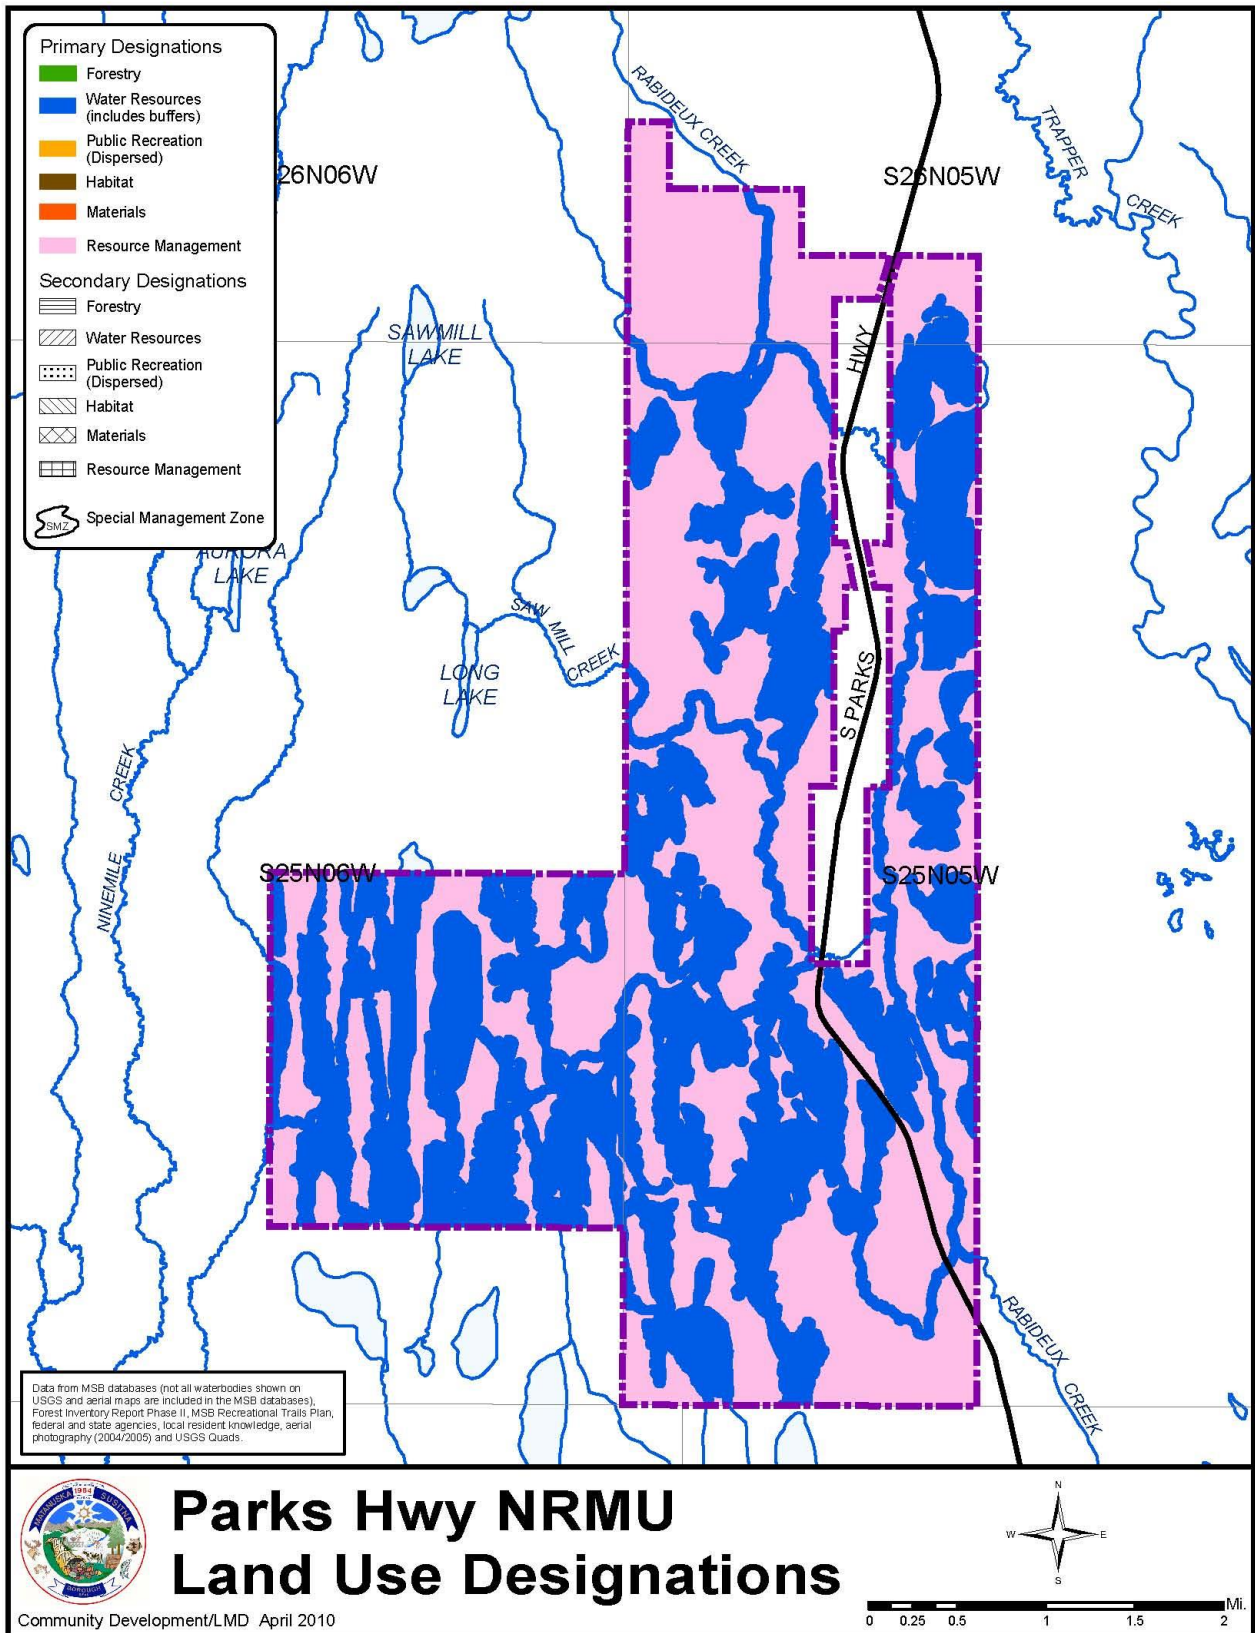 Primary Designations
Forestry
Water Resources
(includes buffers)
Public Recreation
(Dispersed)
Habitat
Materials
Resource Management
Secondary Designations
Forestry
Water Resources
Public Recreation
(Dispersed)
Habitat
Materials
Resource Management
SMZ
Special Management Zone
26N06W
S26N05W
RABIDEUX CREEK
TRAPPER
CREEK
SAWMILL
LAKE
HWY
AURORA
LAKE
SAW MILL
CREEK
LONG
LAKE
S PARKS
NINEMILE CREEK
S25N06W
S25N05W
RABIDEUX
CREEK
Data from MSB databases (not all waterbodies shown on
USGS and aerial maps are included in the MSB databases),
Forest Inventory Report Phase II, MSB Recreational Trails Plan,
federal and state agencies, local resident knowledge, aerial
photography (2004/2005) and USGS Quads.
MATANUSKA SUSITNA
1964
BOROUGH
Parks Hwy NRMU
Land Use Designations
Community Development/LMD April 2010
N
W E
S
0 0.25 0.5 1 1.5 2
Mi.